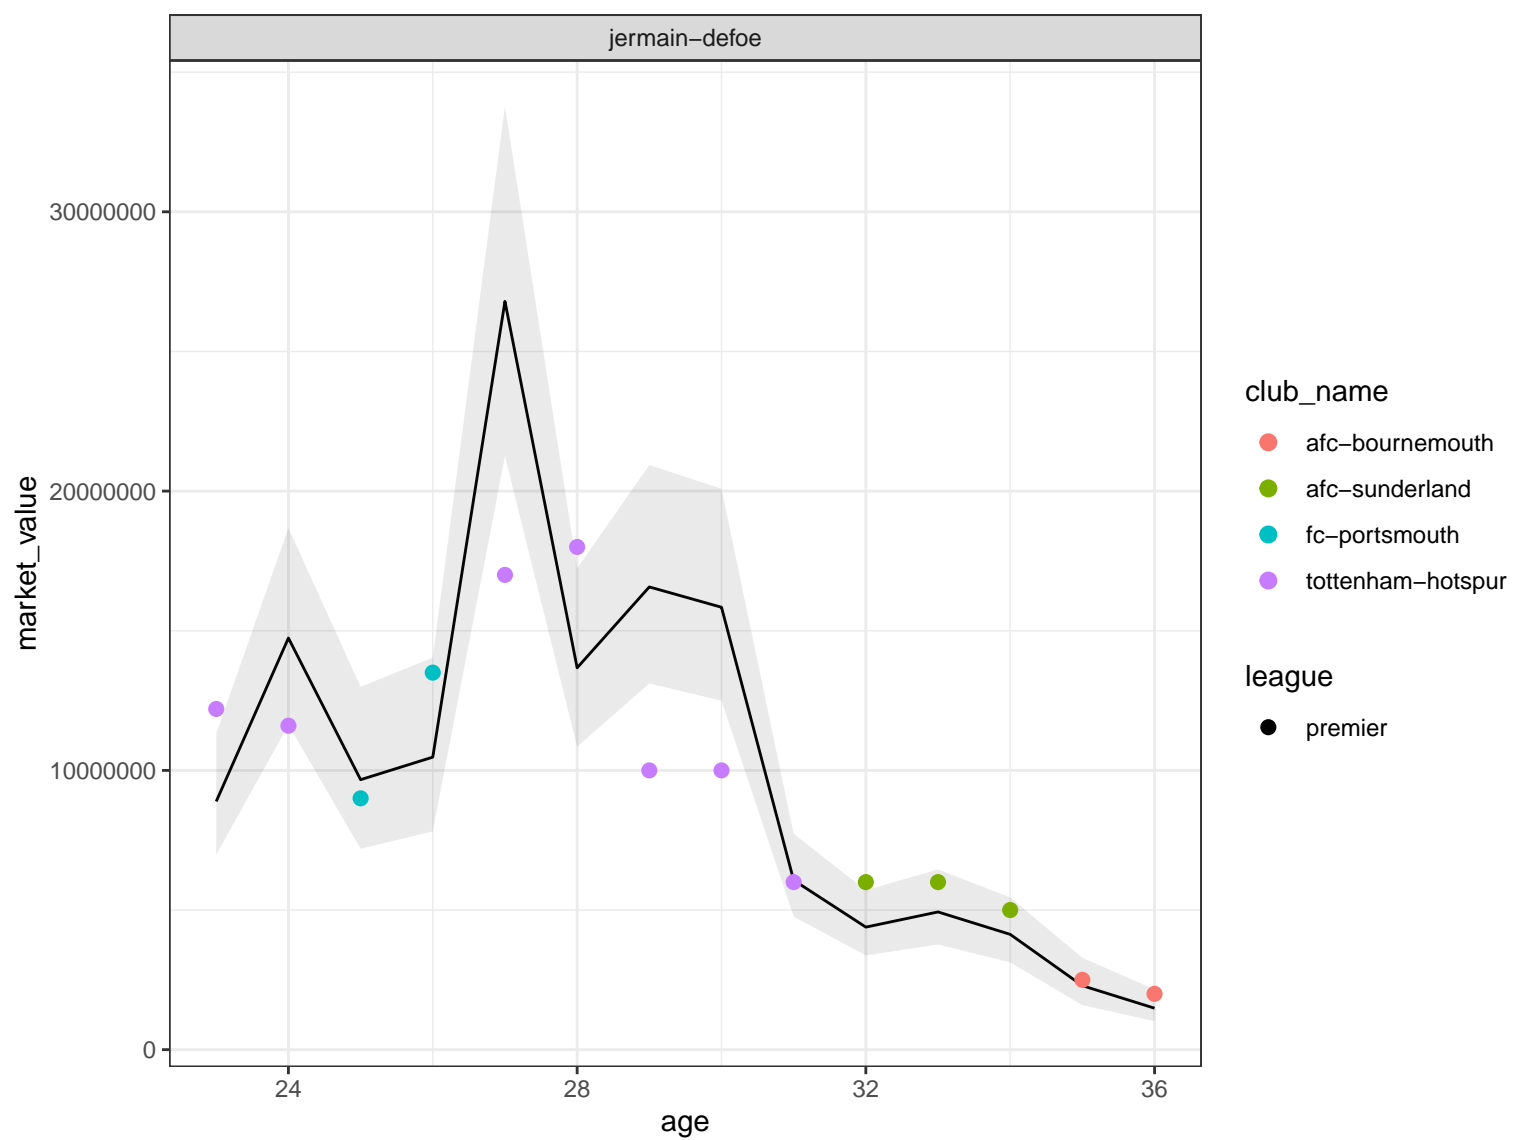 jermain−defoe
market_value
30000000
20000000
10000000
0
24
28
32
36
age
club_name
afc−bournemouth
afc−sunderland
fc−portsmouth
tottenham−hotspur
league
premier